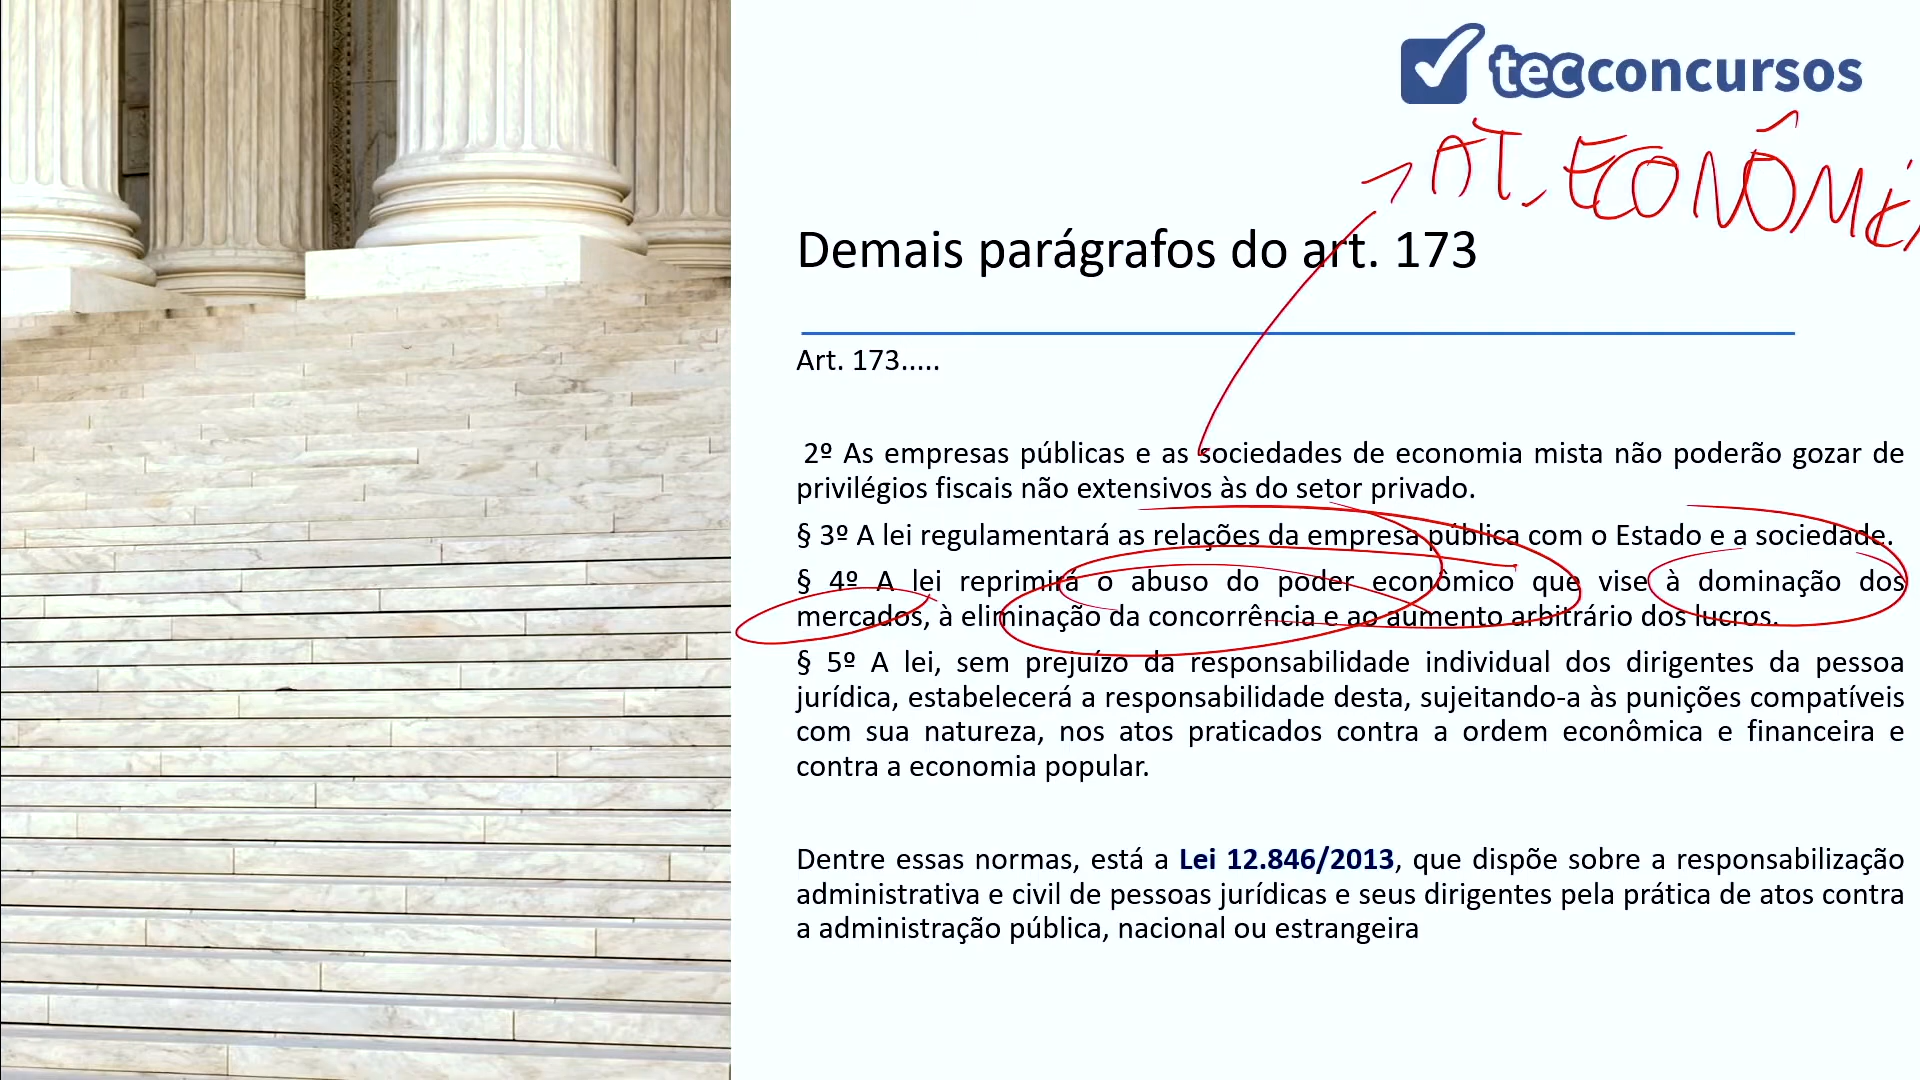 tecconcursos
AT. ECONÔMI
Demais parágrafos do art. 173
Art. 173.....
2º As empresas públicas e as sociedades de economia mista não poderão gozar de
privilégios fiscais não extensivos às do setor privado.
§ 3º A lei regulamentará as relações da empresa pública com o Estado e a sociedade.
§ 4º A lei reprimirá o abuso do poder econômico que vise à dominação dos
mercados, à eliminação da concorrência e ao aumento arbitrário dos lucros.
§ 5º A lei, sem prejuízo da responsabilidade individual dos dirigentes da pessoa
jurídica, estabelecerá a responsabilidade desta, sujeitando-a às punições compatíveis
com sua natureza, nos atos praticados contra a ordem econômica e financeira e
contra a economia popular.
Dentre essas normas, está a Lei 12.846/2013, que dispõe sobre a responsabilização
administrativa e civil de pessoas jurídicas e seus dirigentes pela prática de atos contra
a administração pública, nacional ou estrangeira